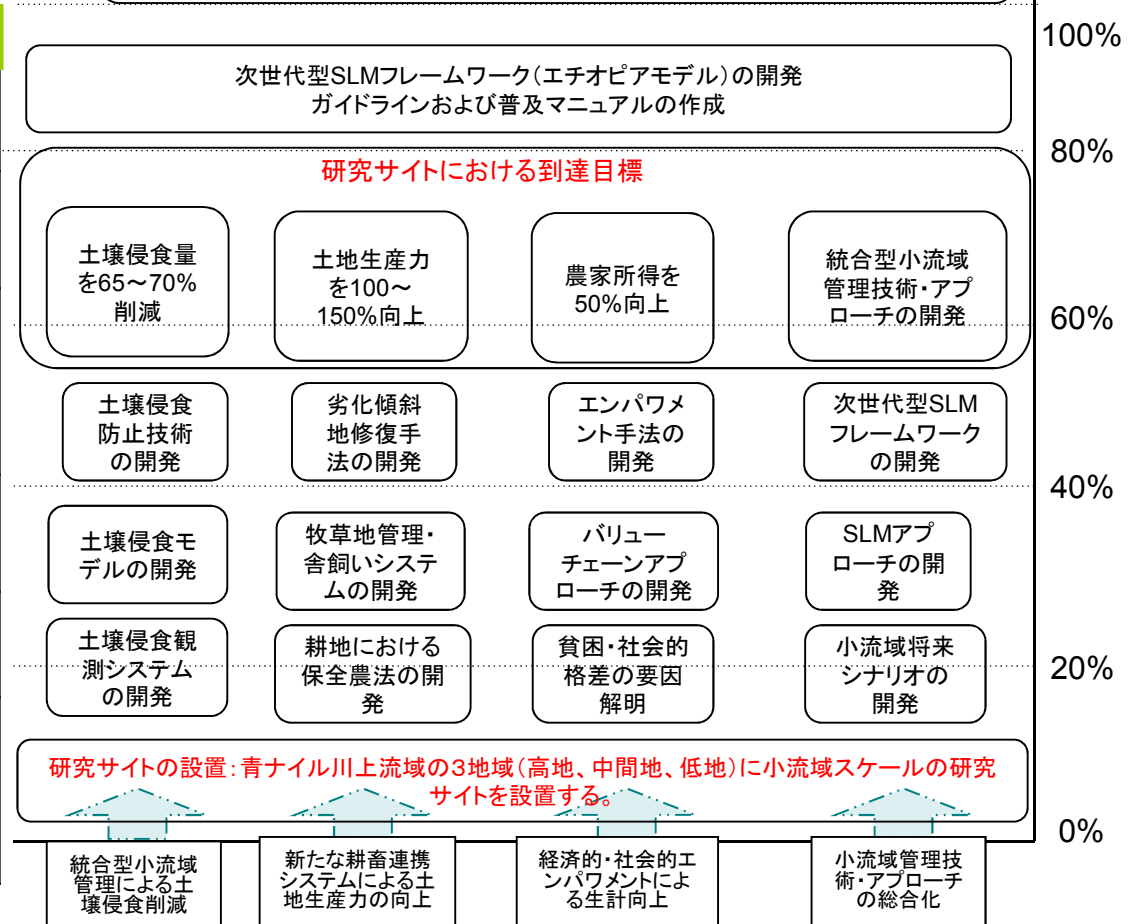 100%
次世代型SLMフレームワーク(エチオピアモデル)の開発
ガイドラインおよび普及マニュアルの作成
80%
研究サイトにおける到達目標
土壌侵食量
を65～70%
削減
土地生産力
を100～
150%向上
農家所得を
50%向上
統合型小流域
管理技術・アプ
ローチの開発
60%
土壌侵食
防止技術
の開発
劣化傾斜
地修復手
法の開発
エンパワメ
ント手法の
開発
次世代型SLM
フレームワーク
の開発
40%
土壌侵食モ
デルの開発
牧草地管理・
舎飼いシステ
ムの開発
バリュー
チェーンアプ
ローチの開発
SLMアプ
ローチの開
発
土壌侵食観
測システム
の開発
耕地における
保全農法の開
発
貧困・社会的
格差の要因
解明
小流域将来
シナリオの
開発
20%
研究サイトの設置：青ナイル川上流域の３地域(高地、中間地、低地)に小流域スケールの研究
サイトを設置する。
0%
統合型小流域
管理による土
壌侵食削減
新たな耕畜連携
システムによる土
地生産力の向上
経済的・社会的エ
ンパワメントによ
る生計向上
小流域管理技
術・アプローチ
の総合化